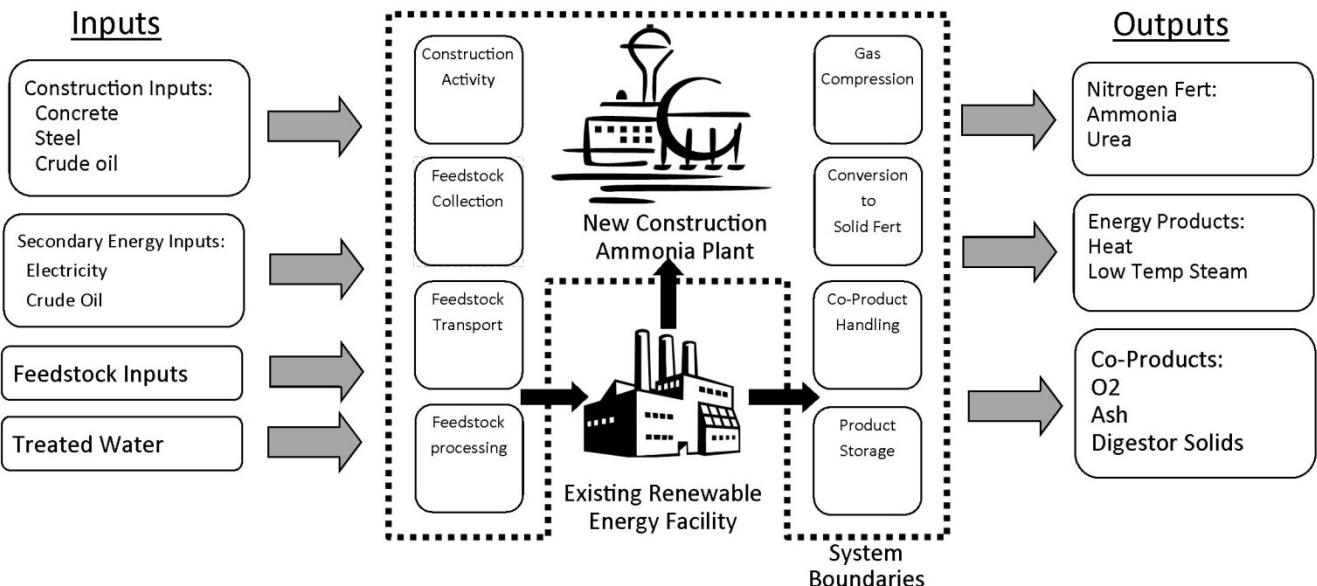 Inputs
Construction Inputs:
Concrete
Steel
Crude oil
Secondary Energy Inputs:
Electricity
Crude Oil
Feedstock Inputs
Treated Water
Construction
Activity
Feedstock
Collection
Feedstock
Transport
Feedstock
processing
New Construction
Ammonia Plant
Existing Renewable
Energy Facility
Gas
Compression
Conversion
to
Solid Fert
Co-Product
Handling
Product
Storage
System
Boundaries
Outputs
Nitrogen Fert:
Ammonia
Urea
Energy Products:
Heat
Low Temp Steam
Co-Products:
O2
Ash
Digestor Solids